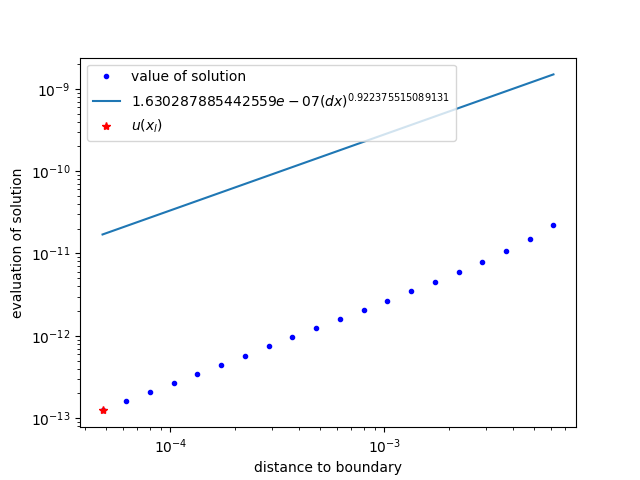 value of solution
1.630287885442559e − 07(dx)^0.922375515089131
u(x_l)
10^−9
10^−10
10^−11
10^−12
10^−13
evaluation of solution
10^−4
10^−3
distance to boundary